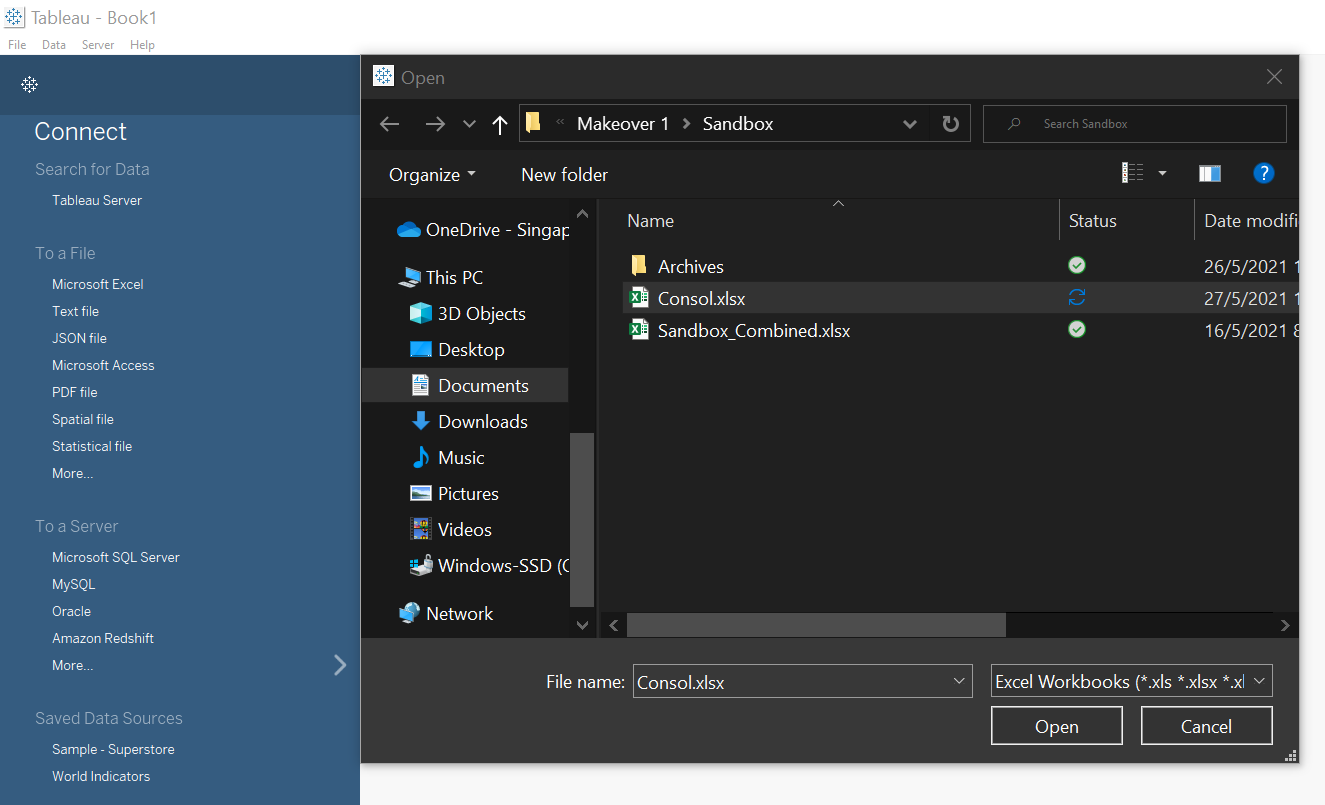 Tableau - Book1
File Data Server Help
Connect
Search for Data
Tableau Server
To a File
Microsoft Excel
Text file
JSON file
Microsoft Access
PDF file
Spatial file
Statistical file
More...
To a Server
Microsoft SQL Server
MySQL
Oracle
Amazon Redshift
More...
Saved Data Sources
Sample - Superstore
World Indicators
Open
« Makeover 1 > Sandbox
Search Sandbox
Organize
New folder
?
OneDrive - Singap
This PC
3D Objects
Desktop
Documents
Downloads
Music
Pictures
Videos
Windows-SSD (C
Network
Name Status Date modifi
Archives 26/5/2021 1
Consol.xlsx 27/5/2021 1
Sandbox_Combined.xlsx 16/5/2021 8
File name: Consol.xlsx
Excel Workbooks (*.xls *.xlsx *.xl
Open
Cancel